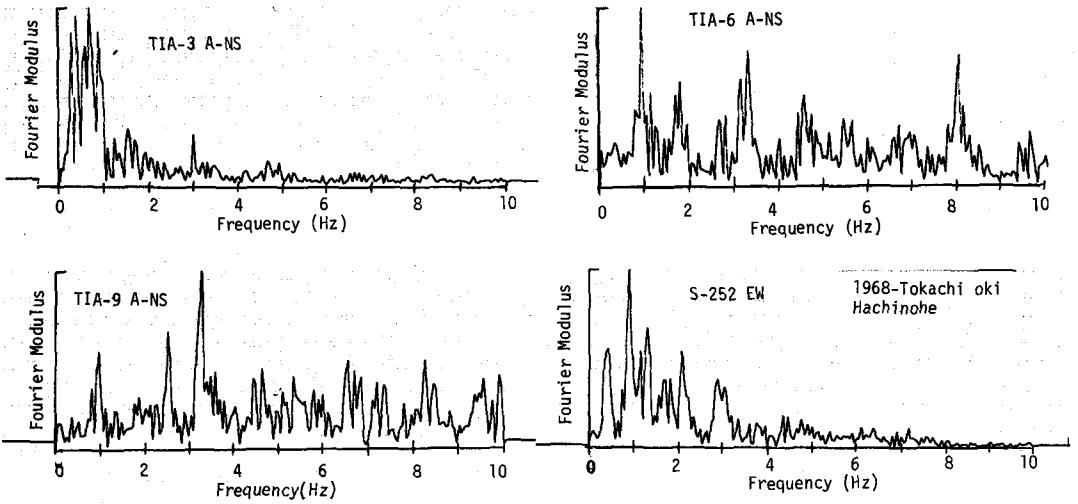 TIA-3 A-NS
Fourier Modulus
0 2 4 6 8 10
Frequency (Hz)
TIA-6 A-NS
Fourier Modulus
0 2 4 6 8 10
Frequency (Hz)
TIA-9 A-NS
Fourier Modulus
0 2 4 6 8 10
Frequency(Hz)
S-252 EW
1968-Tokachi oki
Hachinohe
Fourier Modulus
0 2 4 6 8 10
Frequency (Hz)